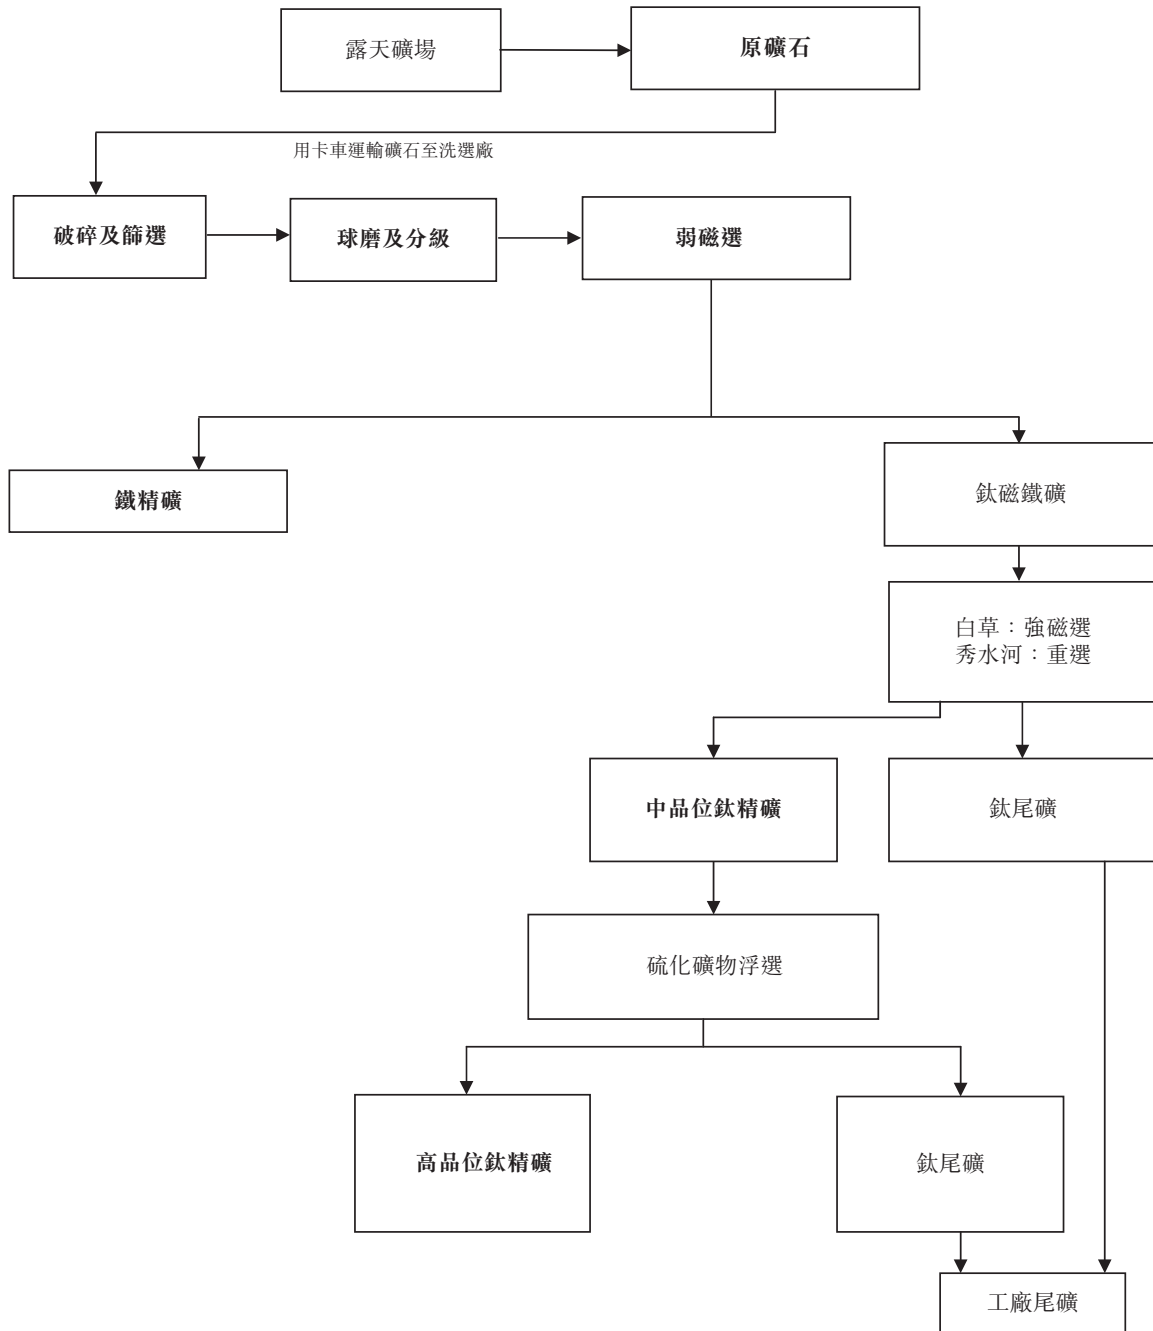 露天礦場
原礦石
用卡車運輸礦石至洗選廠
破碎及篩選
球磨及分級
弱磁選
鐵精礦
鈦磁鐵礦
白草：強磁選
秀水河：重選
中品位鈦精礦
鈦尾礦
硫化礦物浮選
高品位鈦精礦
鈦尾礦
工廠尾礦